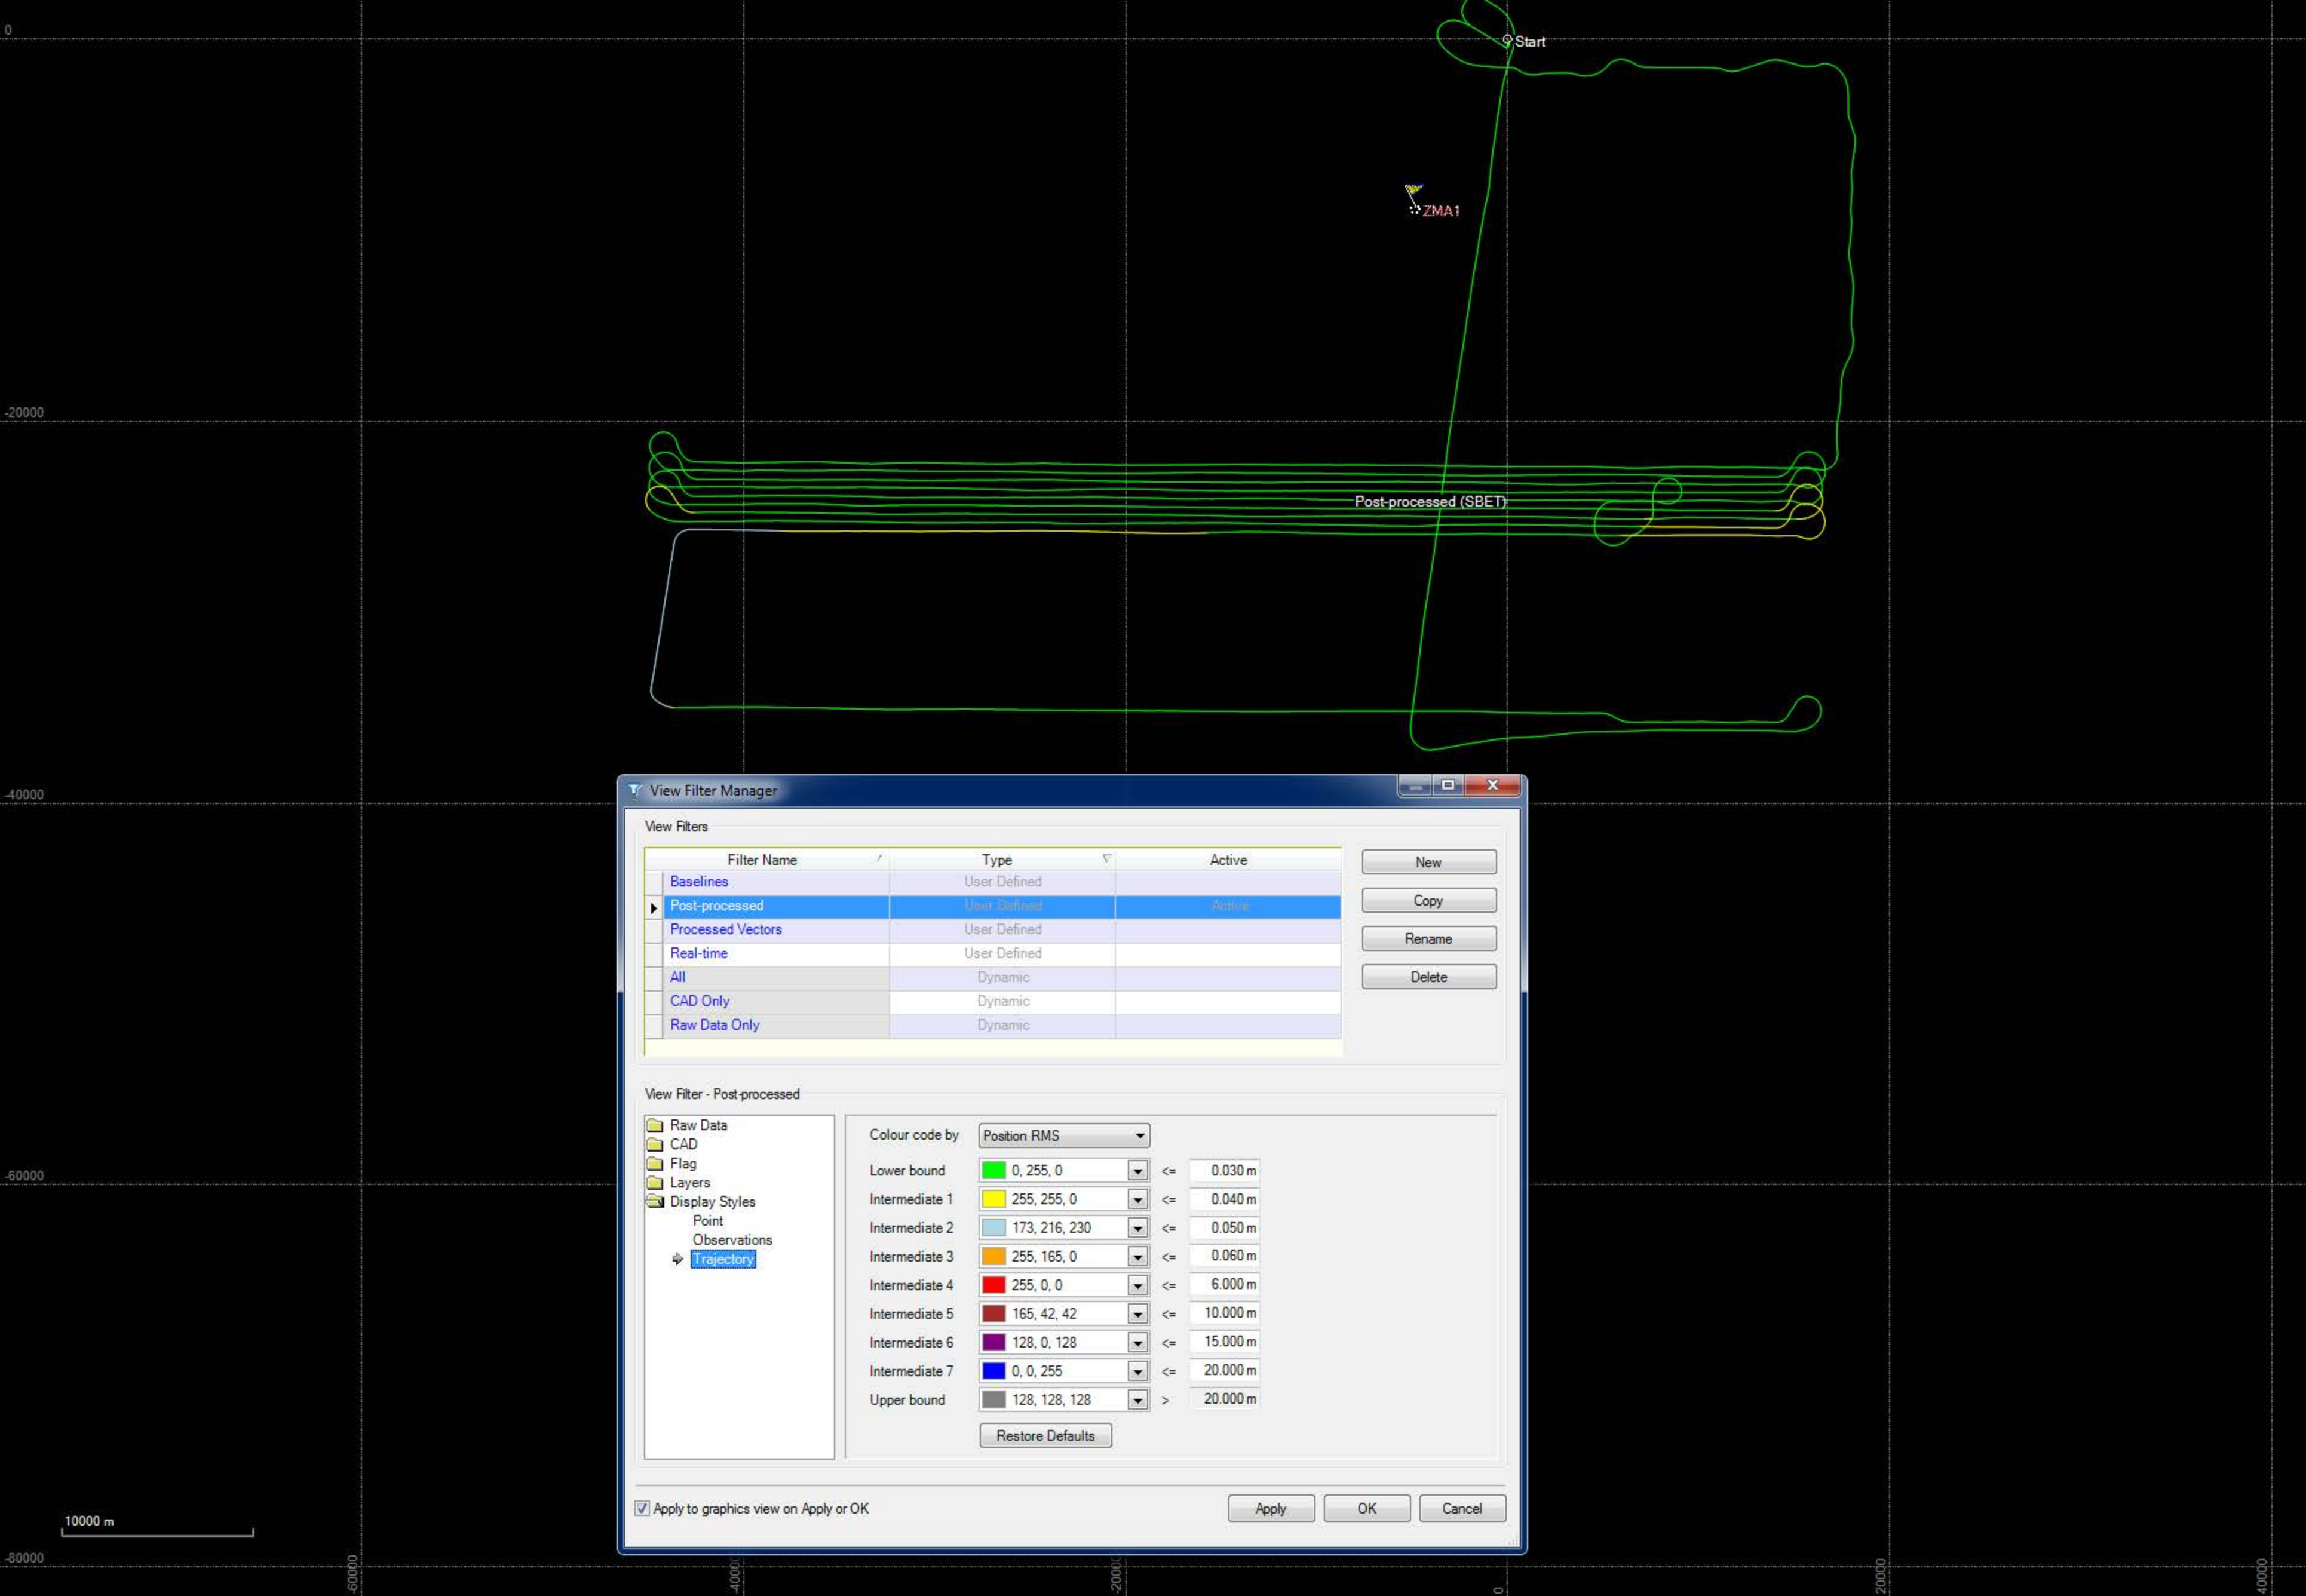 0
Start
ZMA1
-20000
Post-processed (SBET)
-40000
View Filter Manager
View Filters
Filter Name Type Active
New
Baselines User Defined
Copy
Post-processed User Defined Active
Processed Vectors User Defined
Rename
Real-time User Defined
All Dynamic
Delete
CAD Only Dynamic
Raw Data Only Dynamic
View Filter - Post-processed
Raw Data
CAD
Flag
Layers
Display Styles
Point
Observations
Trajectory
Colour code by Position RMS
Lower bound 0, 255, 0 <= 0.030 m
Intermediate 1 255, 255, 0 <= 0.040 m
Intermediate 2 173, 216, 230 <= 0.050 m
Intermediate 3 255, 165, 0 <= 0.060 m
Intermediate 4 255, 0, 0 <= 6.000 m
Intermediate 5 165, 42, 42 <= 10.000 m
Intermediate 6 128, 0, 128 <= 15.000 m
Intermediate 7 0, 0, 255 <= 20.000 m
Upper bound 128, 128, 128 > 20.000 m
Restore Defaults
-60000
Apply to graphics view on Apply or OK
Apply OK Cancel
10000 m
-80000
-60000
-40000
-20000
0
20000
40000